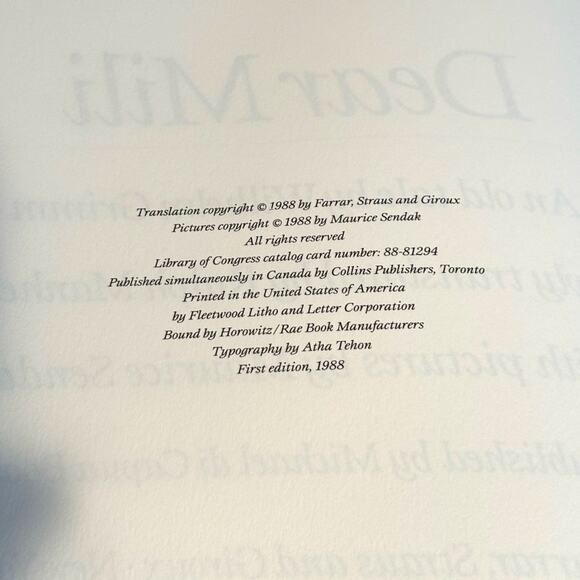 Dear Mili
Translation copyright © 1988 by Farrar, Straus and Giroux
Pictures copyright © 1988 by Maurice Sendak
All rights reserved
Library of Congress catalog card number: 88-81294
Published simultaneously in Canada by Collins Publishers, Toronto
Printed in the United States of America
by Fleetwood Litho and Letter Corporation
Bound by Horowitz/Rae Book Manufacturers
Typography by Atha Tehon
First edition, 1988